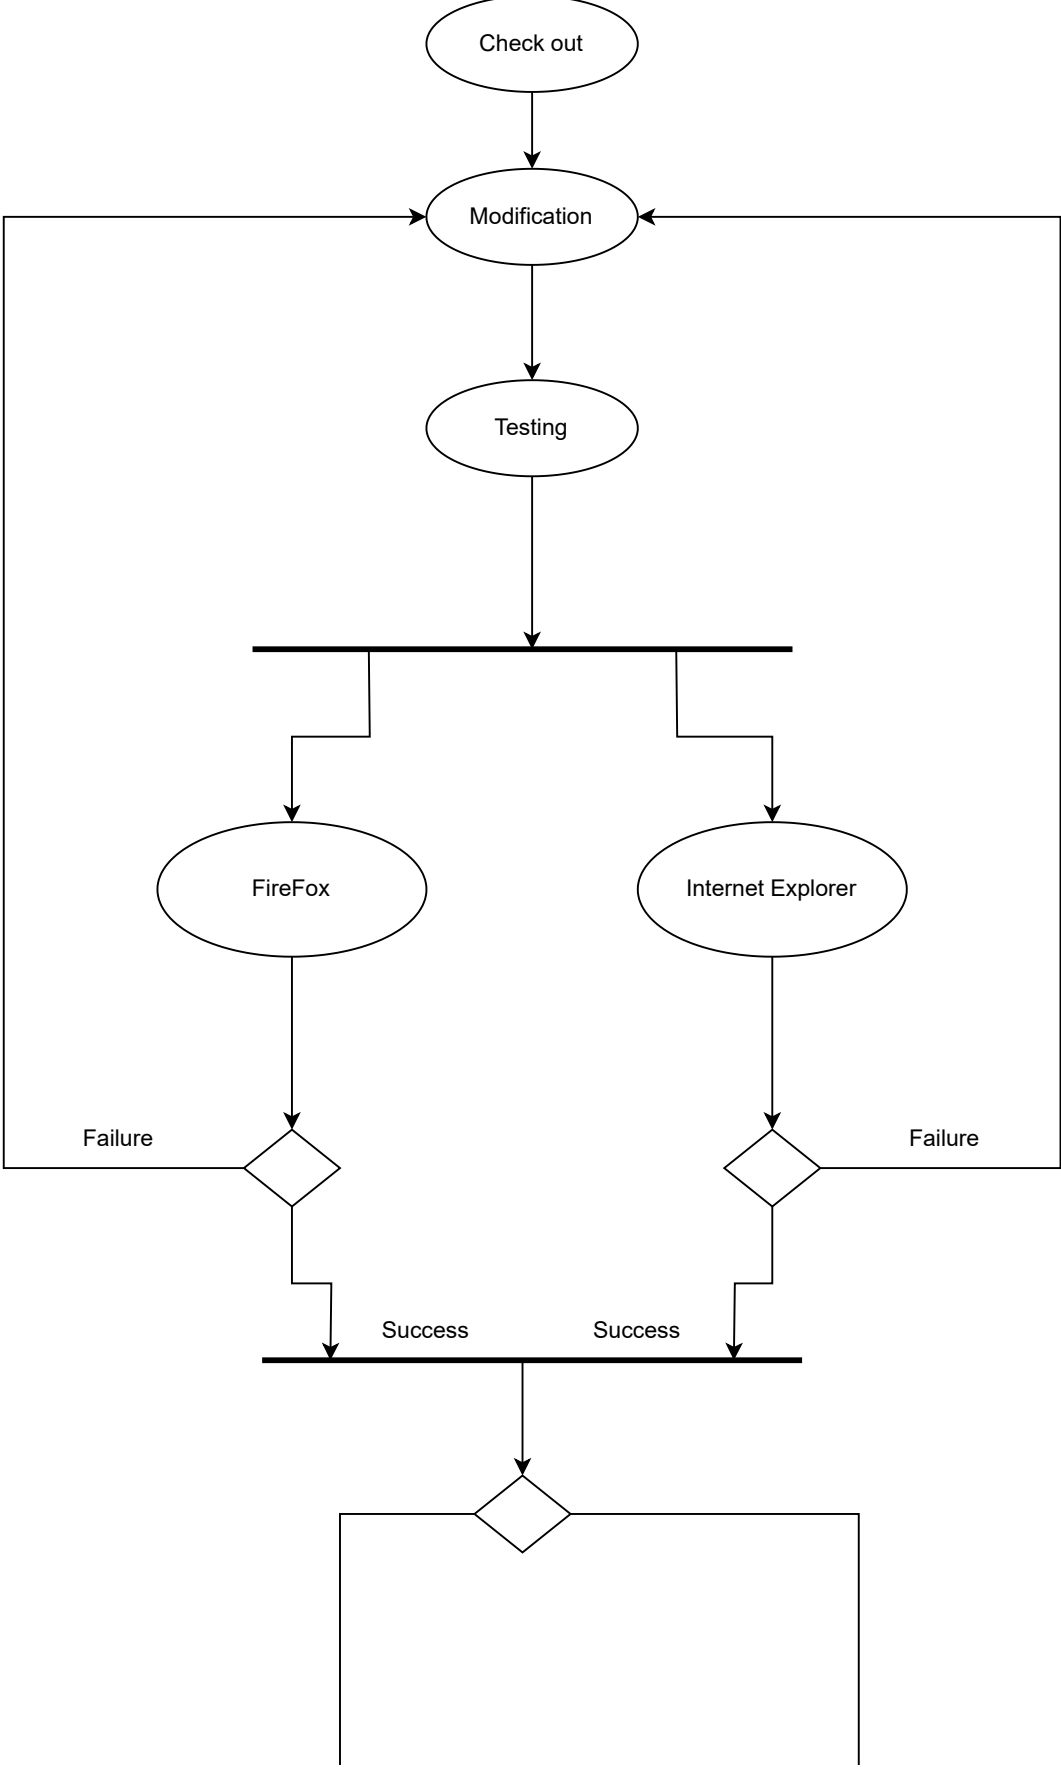 Check out
Modification
Testing
FireFox
Internet Explorer
Failure
Failure
Success
Success